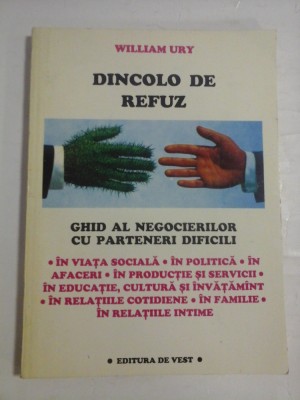 WILLIAM URY
DINCOLO DE
REFUZ
GHID AL NEGOCIERILOR
CU PARTENERI DIFICILI
• ÎN VIAȚA SOCIALĂ • ÎN POLITICĂ • ÎN
AFACERI • ÎN PRODUCȚIE ȘI SERVICII •
ÎN EDUCAȚIE, CULTURĂ ȘI ÎNVĂȚĂMÎNT
• ÎN RELAȚIILE COTIDIENE • ÎN FAMILIE •
ÎN RELAȚIILE INTIME
• EDITURA DE VEST •